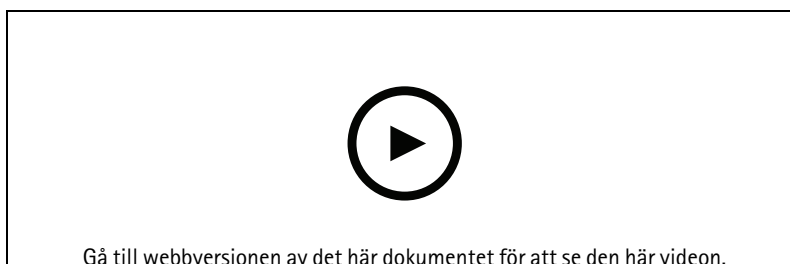 Gå till webbversionen av det här dokumentet för att se den här videon.